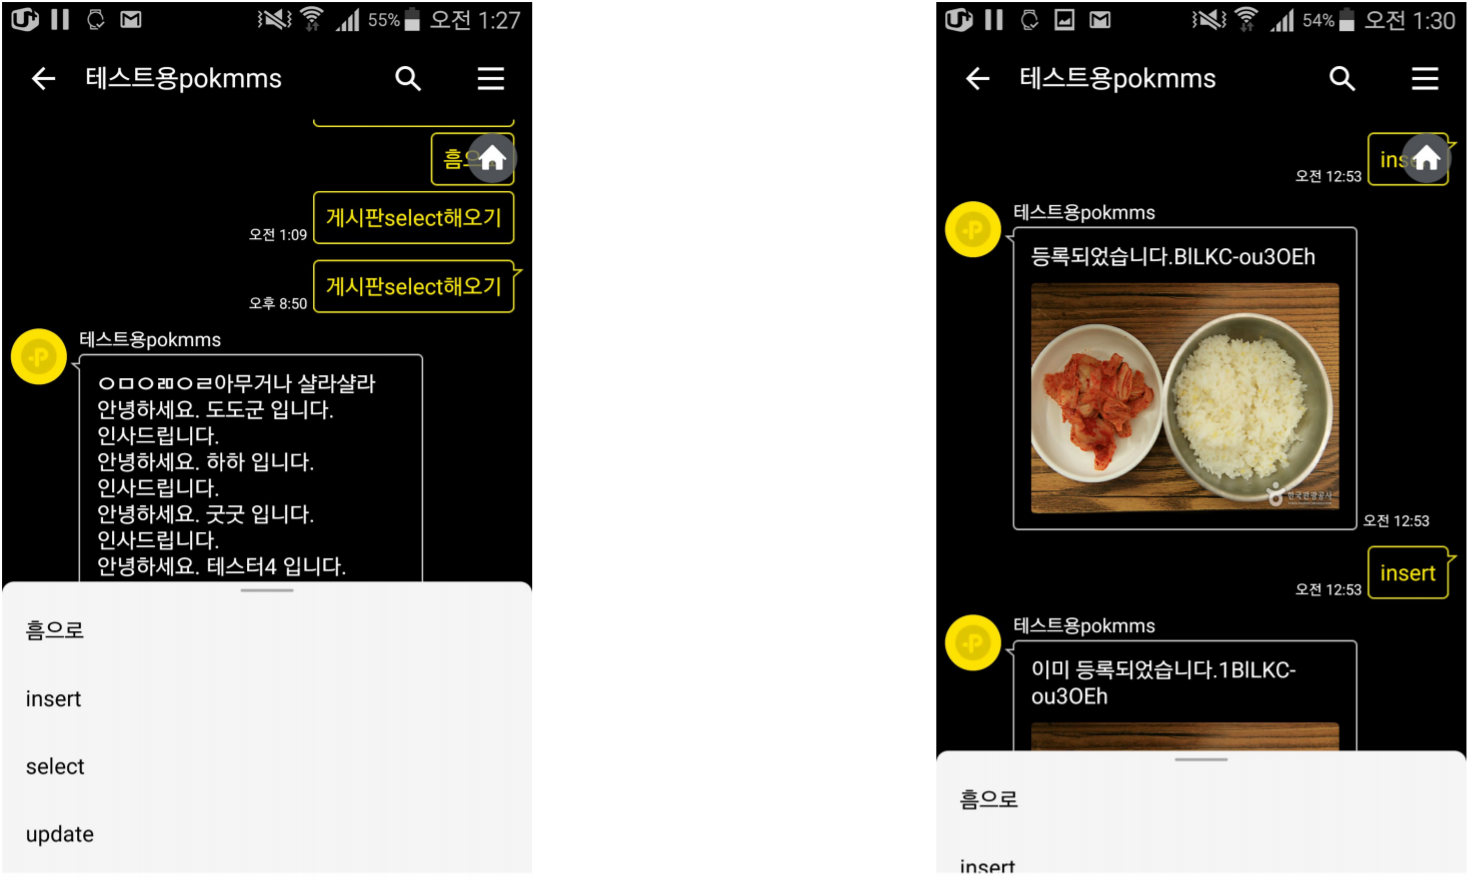 55% 오전 1:27
테스트용pokmms
게시판select해오기
오전 1:09
게시판select해오기
오후 8:50
테스트용pokmms
ㅇㅁㅇㄻㅇㄹ아무거나 샬라샬라
안녕하세요. 도도군 입니다.
인사드립니다.
안녕하세요. 하하 입니다.
인사드립니다.
안녕하세요. 굿굿 입니다.
인사드립니다.
안녕하세요. 테스터4 입니다.
흠으로
insert
select
update
54% 오전 1:30
테스트용pokmms
오전 12:53
테스트용pokmms
등록되었습니다.BlLKC-ou3OEh
한국관광공사
오전 12:53
insert
오전 12:53
테스트용pokmms
이미 등록되었습니다.1BlLKC-
ou3OEh
흠으로
insert